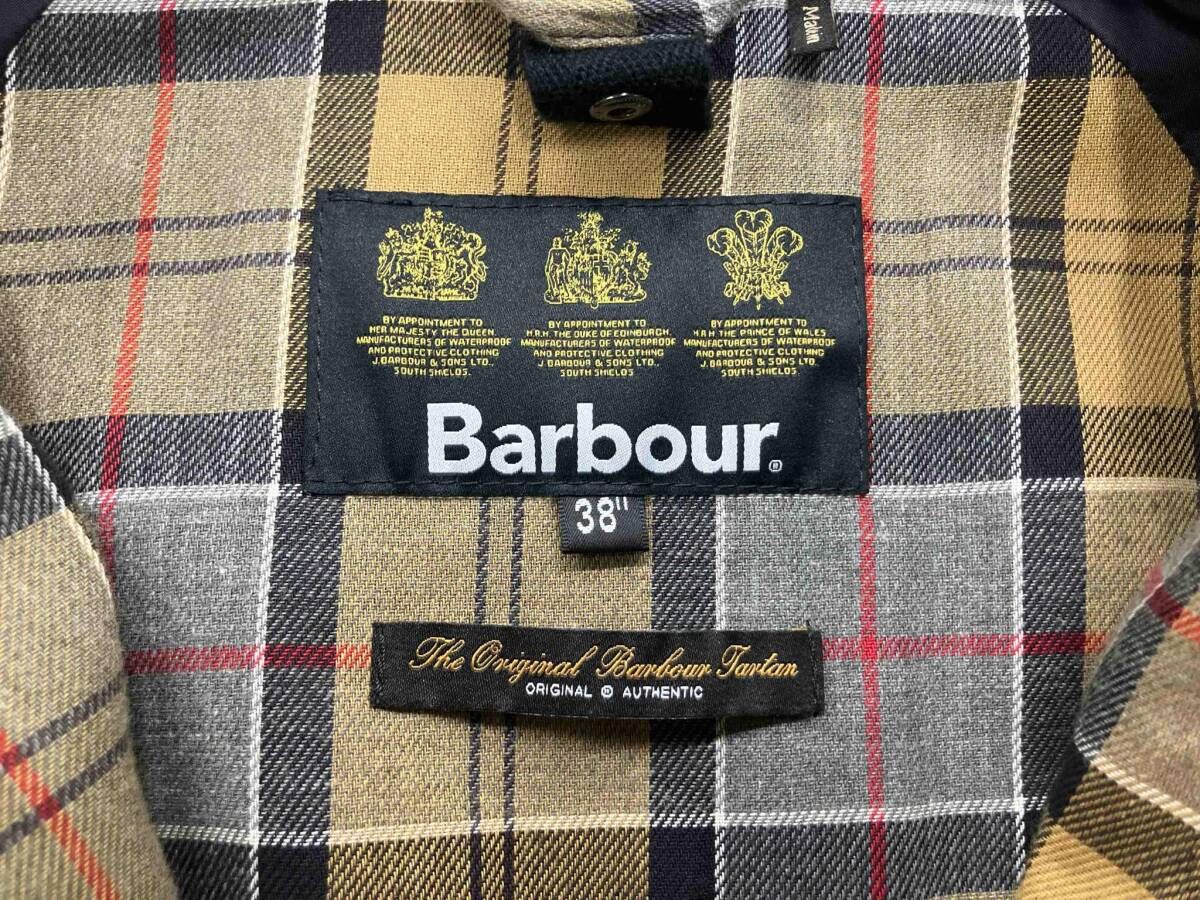 Makin
BY APPOINTMENT TO
HER MAJESTY THE QUEEN
MANUFACTURERS OF WATERPROOF
AND PROTECTIVE CLOTHING
J. BARBOUR & SONS LTD.,
SOUTH SHIELDS.
BY APPOINTMENT TO
H.R.H. THE DUKE OF EDINBURGH,
MANUFACTURERS OF WATERPROOF
AND PROTECTIVE CLOTHING
J. BARBOUR & SONS LTD.,
SOUTH SHIELDS.
BY APPOINTMENT TO
H.R.H THE PRINCE OF WALES
MANUFACTURERS OF WATERPROOF
AND PROTECTIVE CLOTHING
J. BARBOUR & SONS LTD.,
SOUTH SHIELDS.
Barbour®
38"
The Original Barbour Tartan
ORIGINAL ® AUTHENTIC